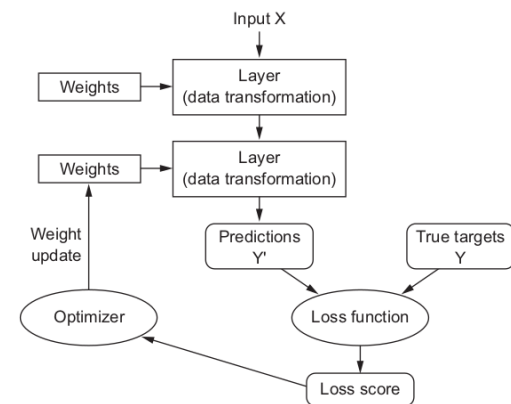 Input X
Weights
Layer
(data transformation)
Weights
Layer
(data transformation)
Weight
update
Predictions
Y'
True targets
Y
Optimizer
Loss function
Loss score